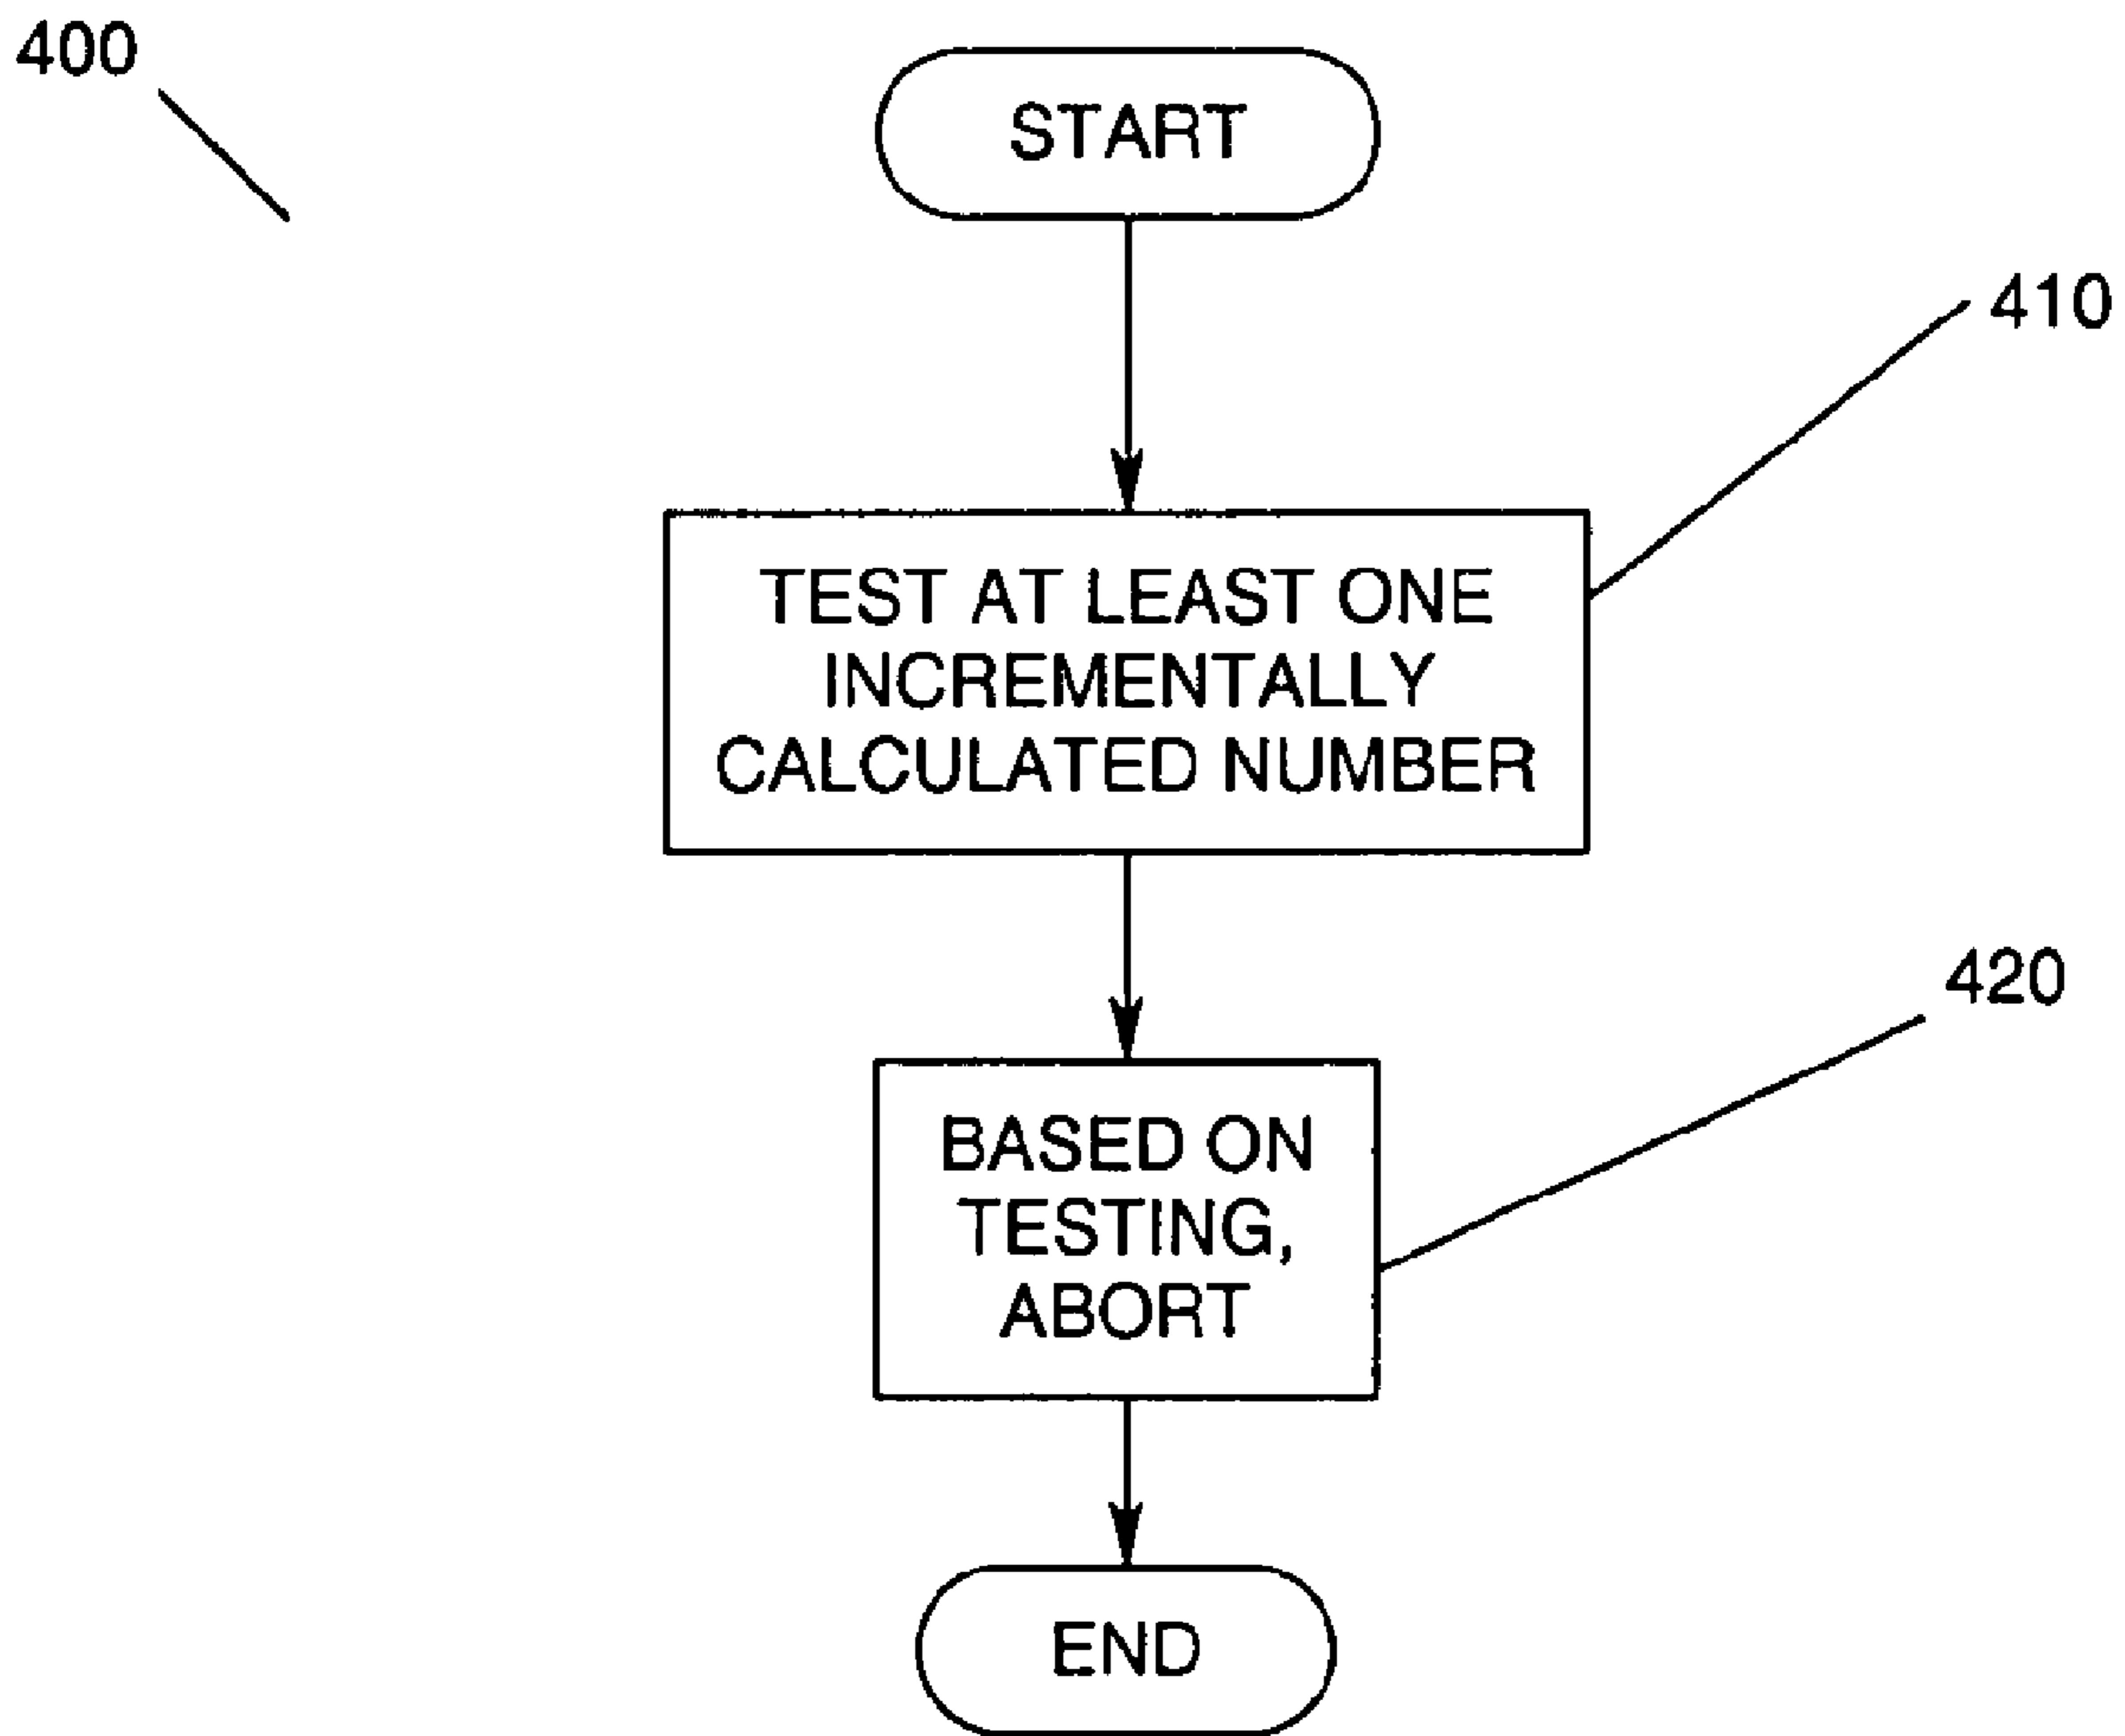 400
START
410
TEST AT LEAST ONE
INCREMENTALLY
CALCULATED NUMBER
420
BASED ON
TESTING,
ABORT
END